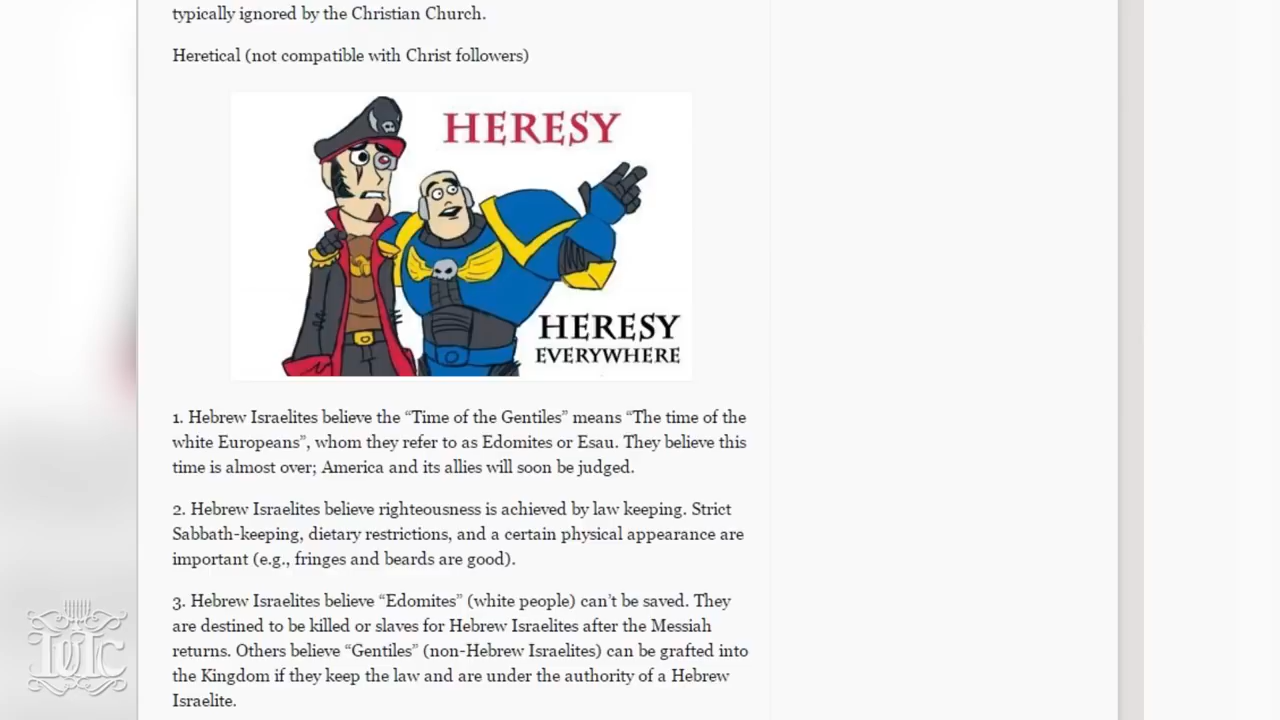 typically ignored by the Christian Church.
Heretical (not compatible with Christ followers)
HERESY
HERESY
EVERYWHERE
1. Hebrew Israelites believe the “Time of the Gentiles” means “The time of the
white Europeans”, whom they refer to as Edomites or Esau. They believe this
time is almost over; America and its allies will soon be judged.
2. Hebrew Israelites believe righteousness is achieved by law keeping. Strict
Sabbath-keeping, dietary restrictions, and a certain physical appearance are
important (e.g., fringes and beards are good).
3. Hebrew Israelites believe “Edomites” (white people) can’t be saved. They
are destined to be killed or slaves for Hebrew Israelites after the Messiah
returns. Others believe “Gentiles” (non-Hebrew Israelites) can be grafted into
the Kingdom if they keep the law and are under the authority of a Hebrew
Israelite.
IUIC